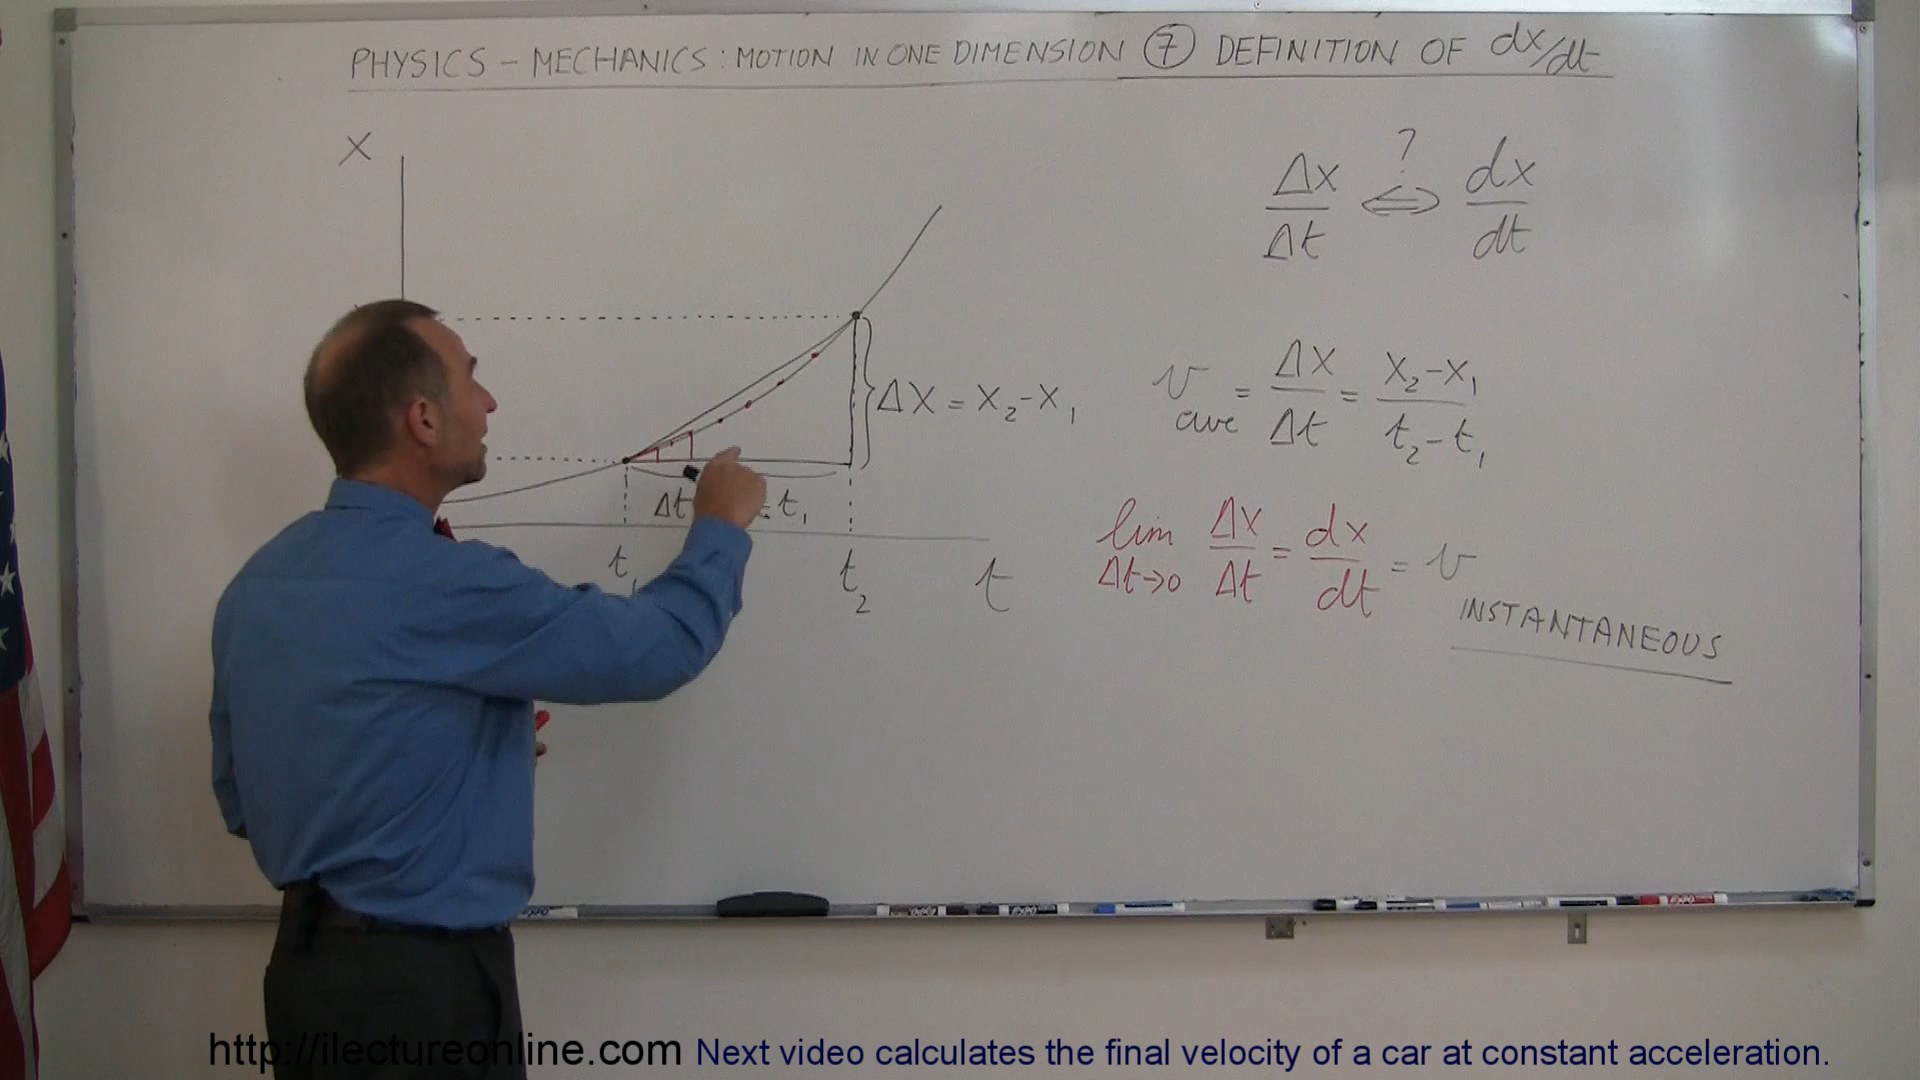 PHYSICS – MECHANICS: MOTION IN ONE DIMENSION ⑦ DEFINITION OF dx/dt
X
Δx/Δt ⇔ ? dx/dt
ΔX = X₂-X₁
v ave = ΔX/Δt = X₂-X₁/t₂-t₁
Δt = t₁
lim Δt→0 ΔX/Δt = dx/dt = v INSTANTANEOUS
t₁ t₂ t
http://ilectureonline.com Next video calculates the final velocity of a car at constant acceleration.